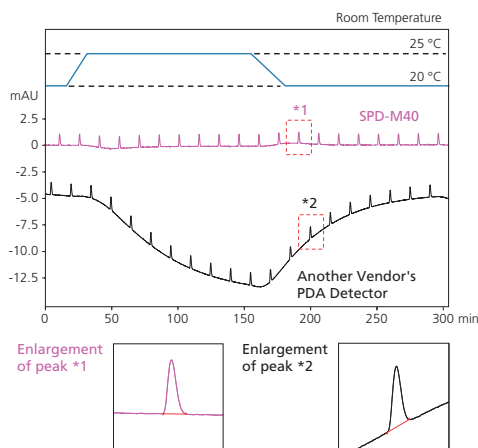 Room Temperature
25 °C
20 °C
mAU
*1
SPD-M40
2.5
0
-2.5
-5.0
*2
-7.5
-10.0
-12.5
Another Vendor's
PDA Detector
0 50 100 150 200 250 300 min
Enlargement
of peak *1
Enlargement
of peak *2